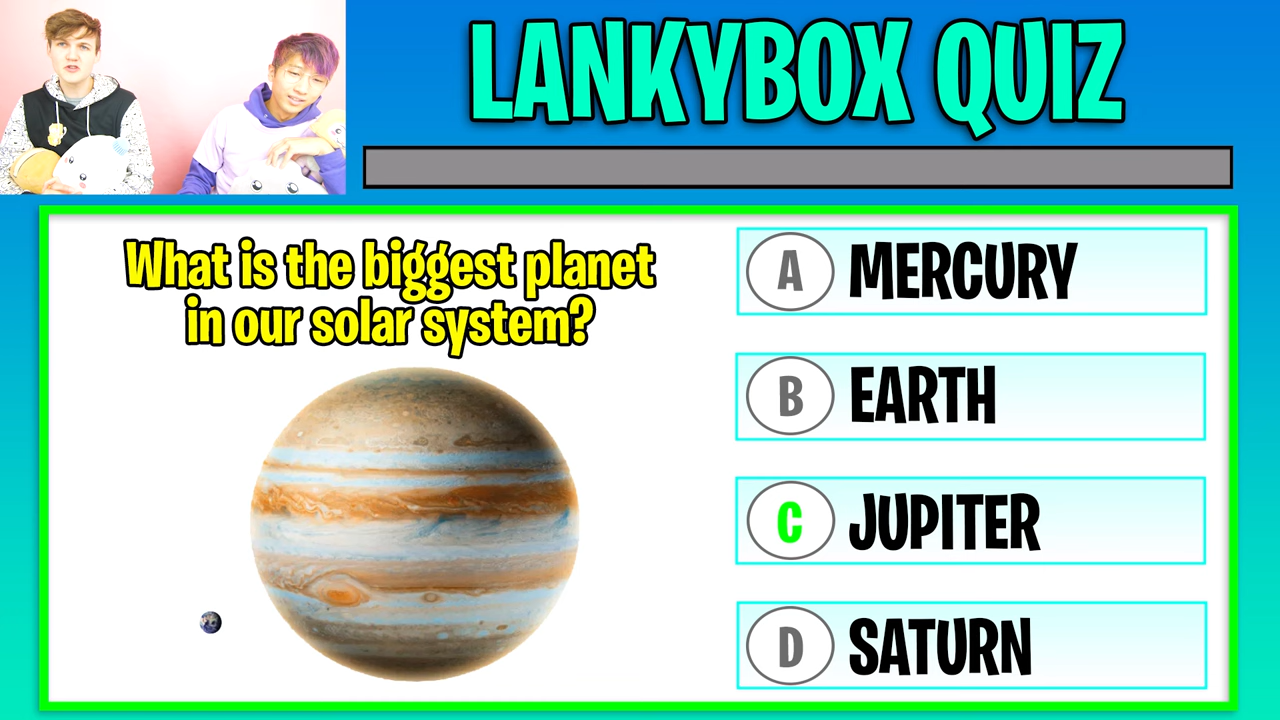 LANKYBOX QUIZ
What is the biggest planet
in our solar system?
A MERCURY
B EARTH
C JUPITER
D SATURN